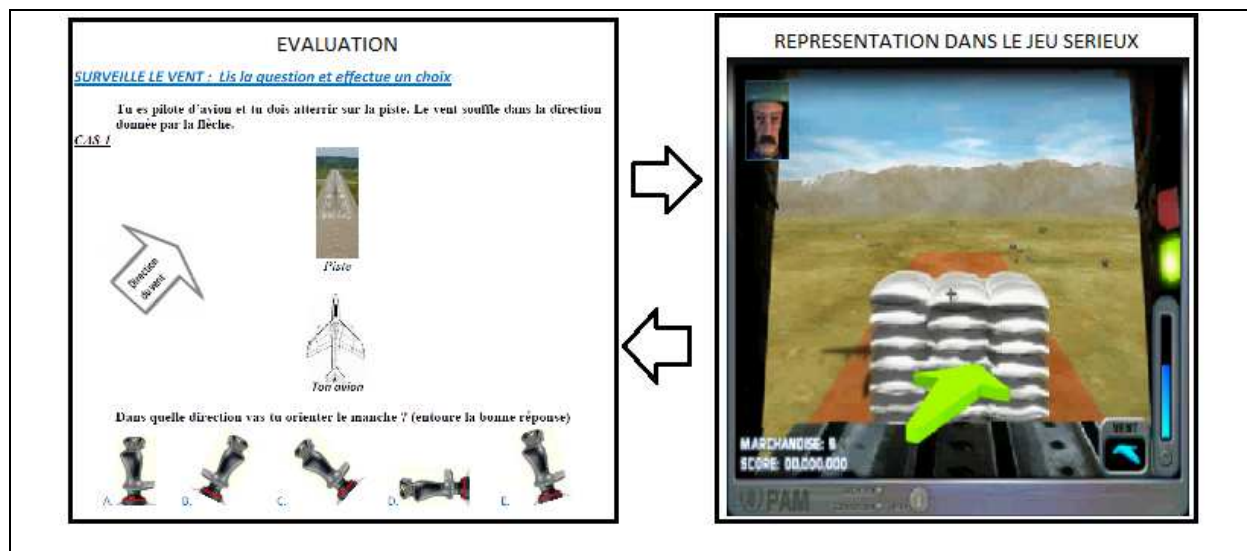 EVALUATION
SURVEILLE LE VENT : Lis la question et effectue un choix
Tu es pilote d'avion et tu dois atterrir sur la piste. Le vent souffle dans la direction
donnée par la flèche.
CAS 1
Direction
du vent
Piste
Ton avion
Dans quelle direction vas tu orienter le manche ? (entoure la bonne réponse)
A. B. C. D. E.
REPRESENTATION DANS LE JEU SERIEUX
VENT
MARCHANDISE:
SCORE: 00.000.000
PAM